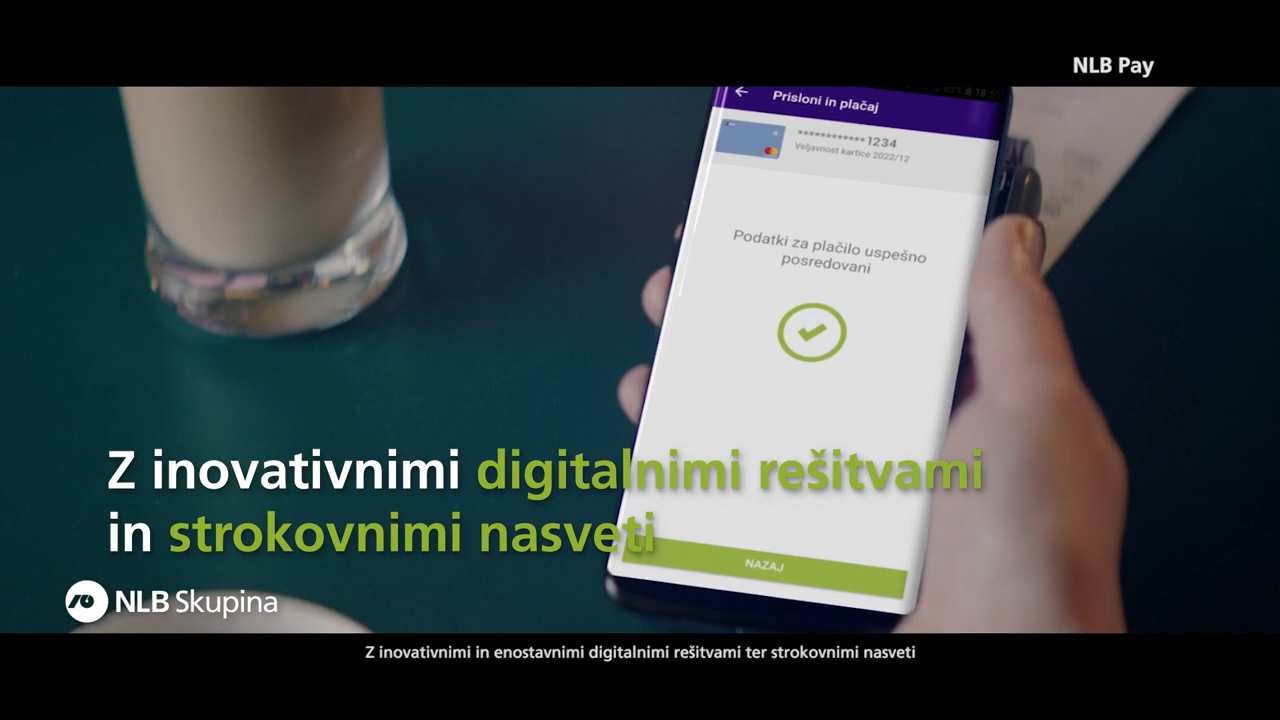 NLB Pay
Prisloni in plačaj
************1234
Veljavnost kartice 2022/12
Podatki za plačilo uspešno
posredovani
Z inovativnimi digitalnimi rešitvami
in strokovnimi nasveti
NAZAJ
NLB Skupina
Z inovativnimi in enostavnimi digitalnimi rešitvami ter strokovnimi nasveti